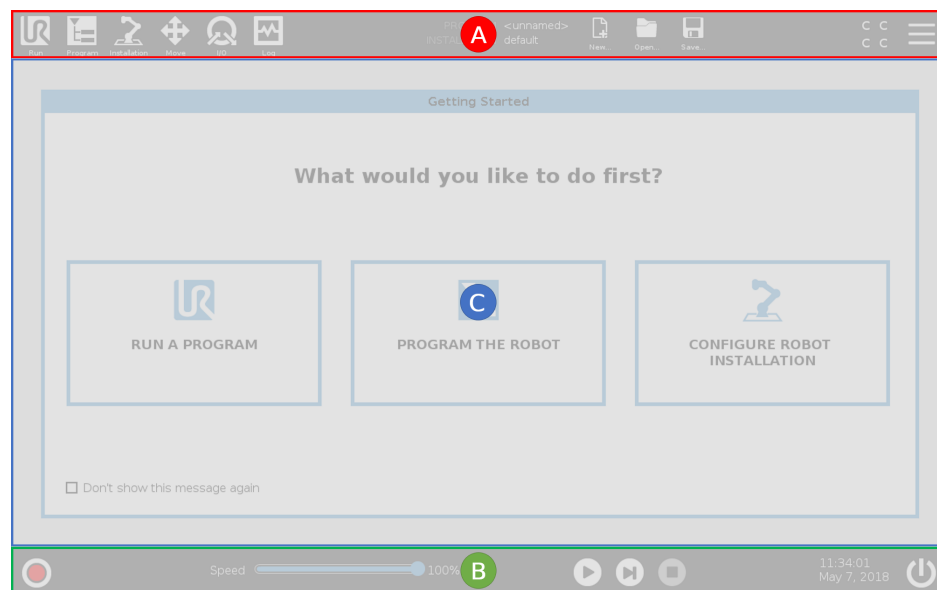 <unnamed>
default
A
C C
C C
Run
Program
Installation
Move
I/O
Log
New...
Open...
Save...
Getting Started
What would you like to do first?
C
RUN A PROGRAM
PROGRAM THE ROBOT
CONFIGURE ROBOT
INSTALLATION
Don't show this message again
Speed
100%
B
11:34:01
May 7, 2018